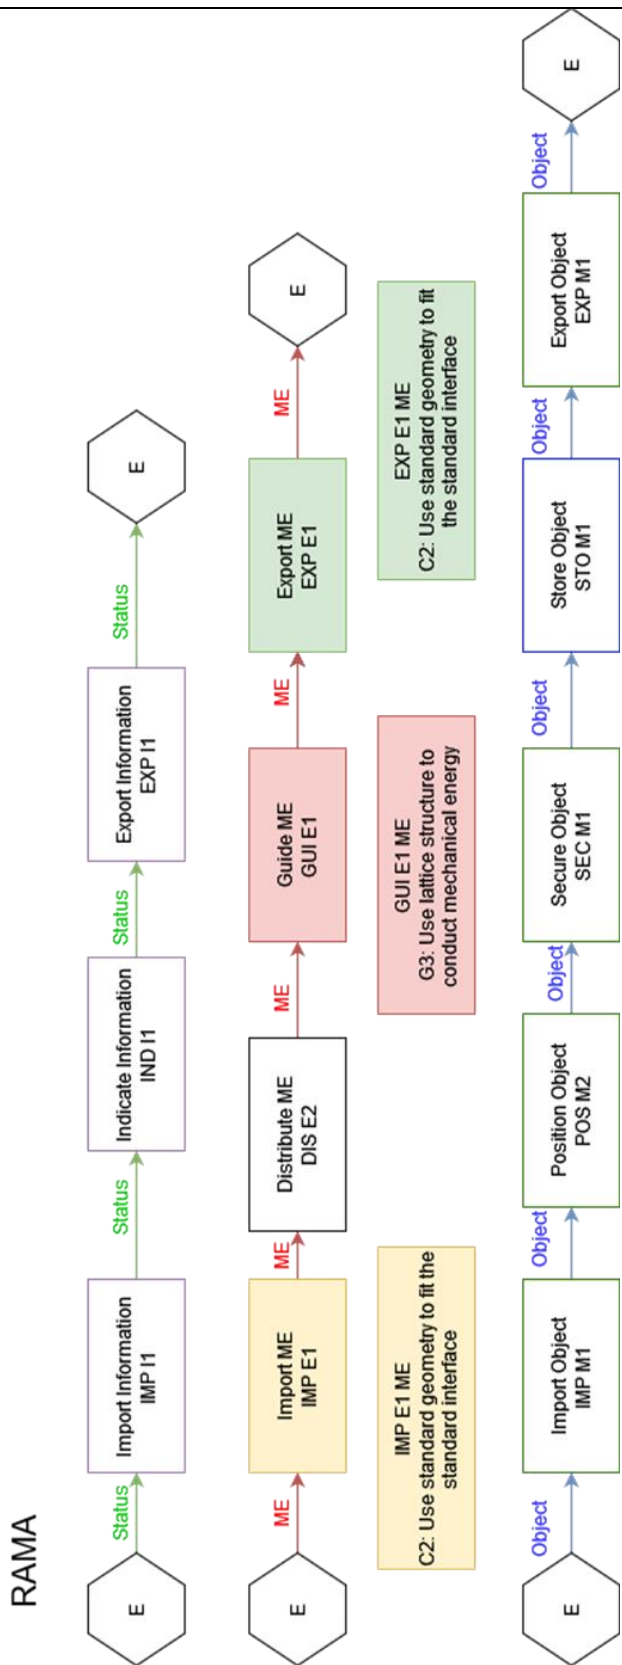 RAMA
E
Status
Import Information
IMP I1
Status
Indicate Information
IND I1
Status
Export Information
EXP I1
Status
E
E
ME
Import ME
IMP E1
ME
Distribute ME
DIS E2
ME
Guide ME
GUI E1
ME
Export ME
EXP E1
ME
E
IMP E1 ME
C2: Use standard geometry to fit the
standard interface
GUI E1 ME
G3: Use lattice structure to
conduct mechanical energy
EXP E1 ME
C2: Use standard geometry to fit
the standard interface
E
Object
Import Object
IMP M1
Object
Position Object
POS M2
Object
Secure Object
SEC M1
Object
Store Object
STO M1
Object
Export Object
EXP M1
Object
E